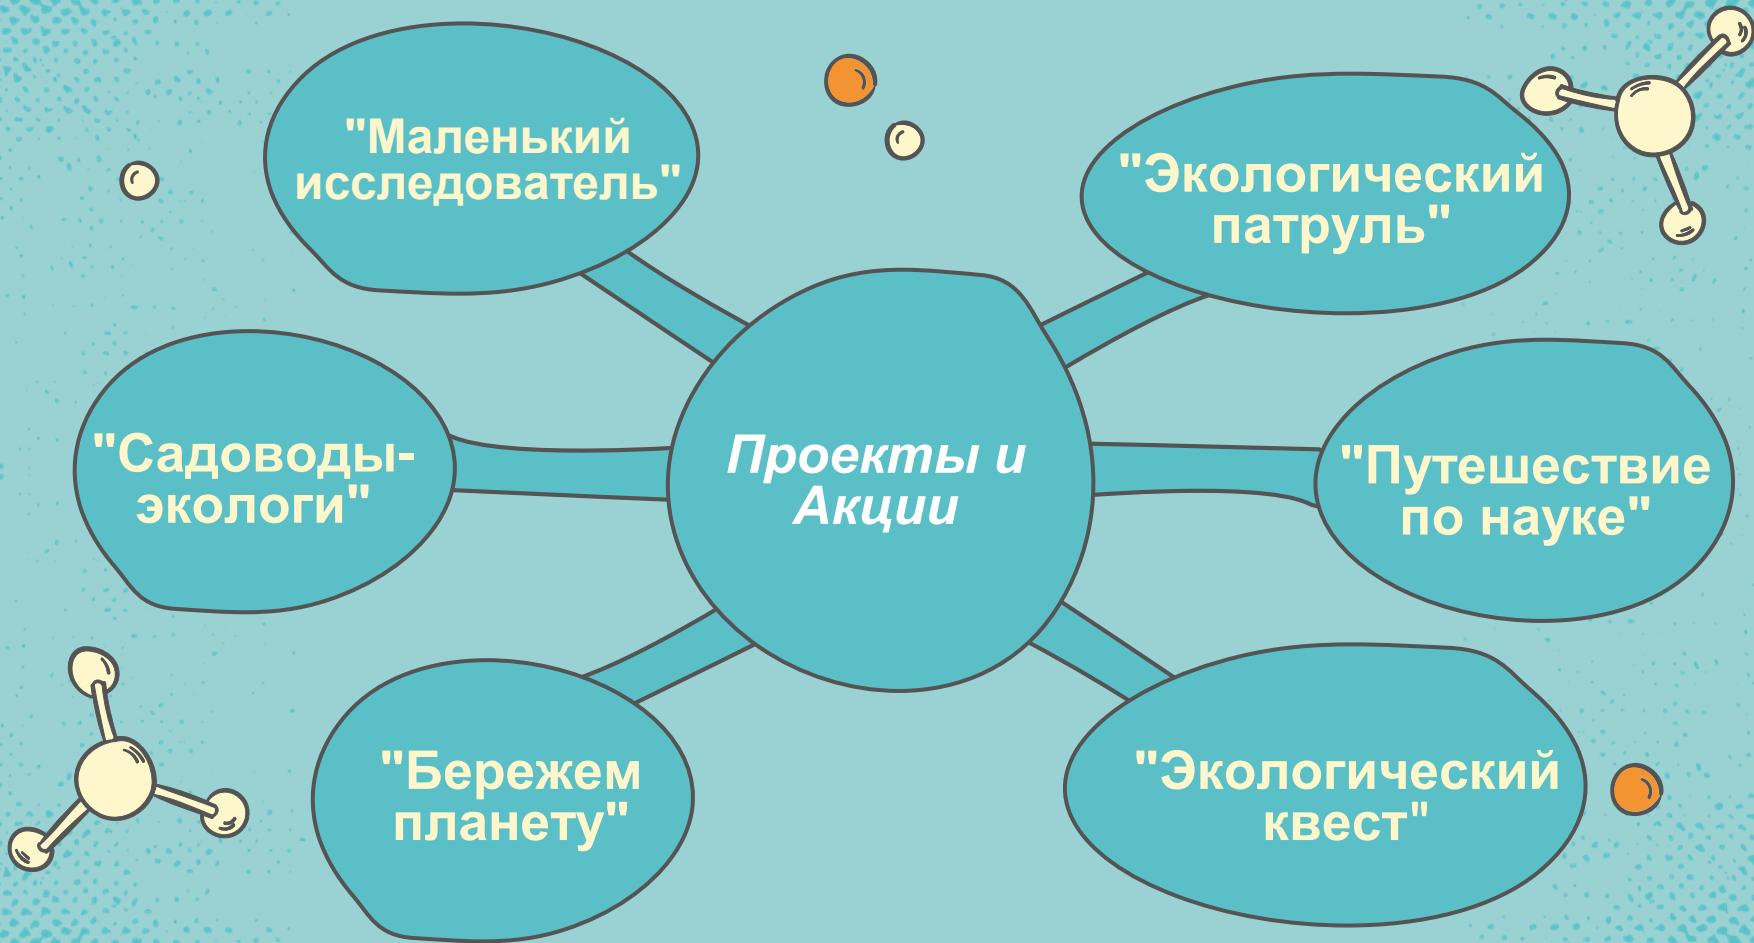 "Маленький
исследователь"
"Экологический
патруль"
"Садоводы-
экологи"
Проекты и
Акции
"Путешествие
по науке"
"Бережем
планету"
"Экологический
квест"